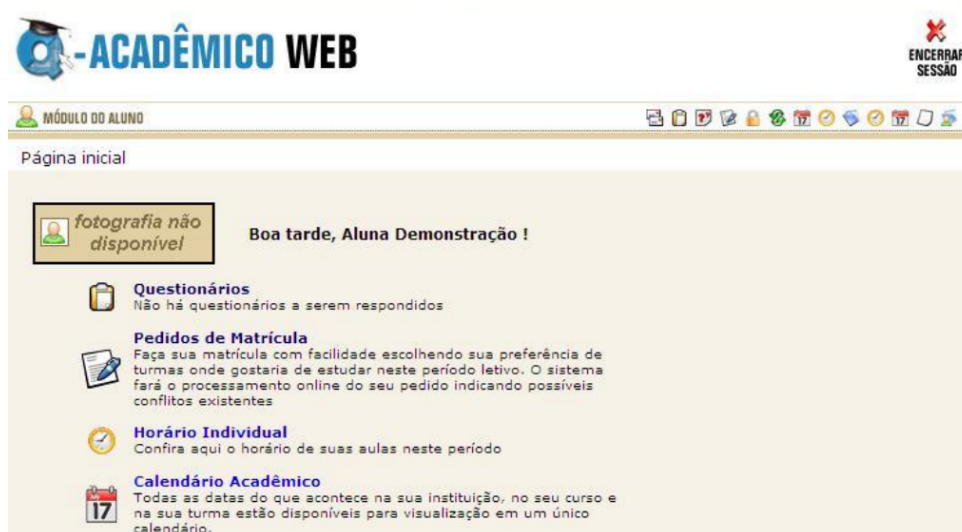 Q-ACADÊMICO WEB
ENCERRAR
SESSÃO
MÓDULO DO ALUNO
17
17
Página inicial
fotografia não
disponível
Boa tarde, Aluna Demonstração !
Questionários
Não há questionários a serem respondidos
Pedidos de Matrícula
Faça sua matrícula com facilidade escolhendo sua preferência de
turmas onde gostaria de estudar neste período letivo. O sistema
fará o processamento online do seu pedido indicando possíveis
conflitos existentes
Horário Individual
Confira aqui o horário de suas aulas neste período
Calendário Acadêmico
17
Todas as datas do que acontece na sua instituição, no seu curso e
na sua turma estão disponíveis para visualização em um único
calendário.